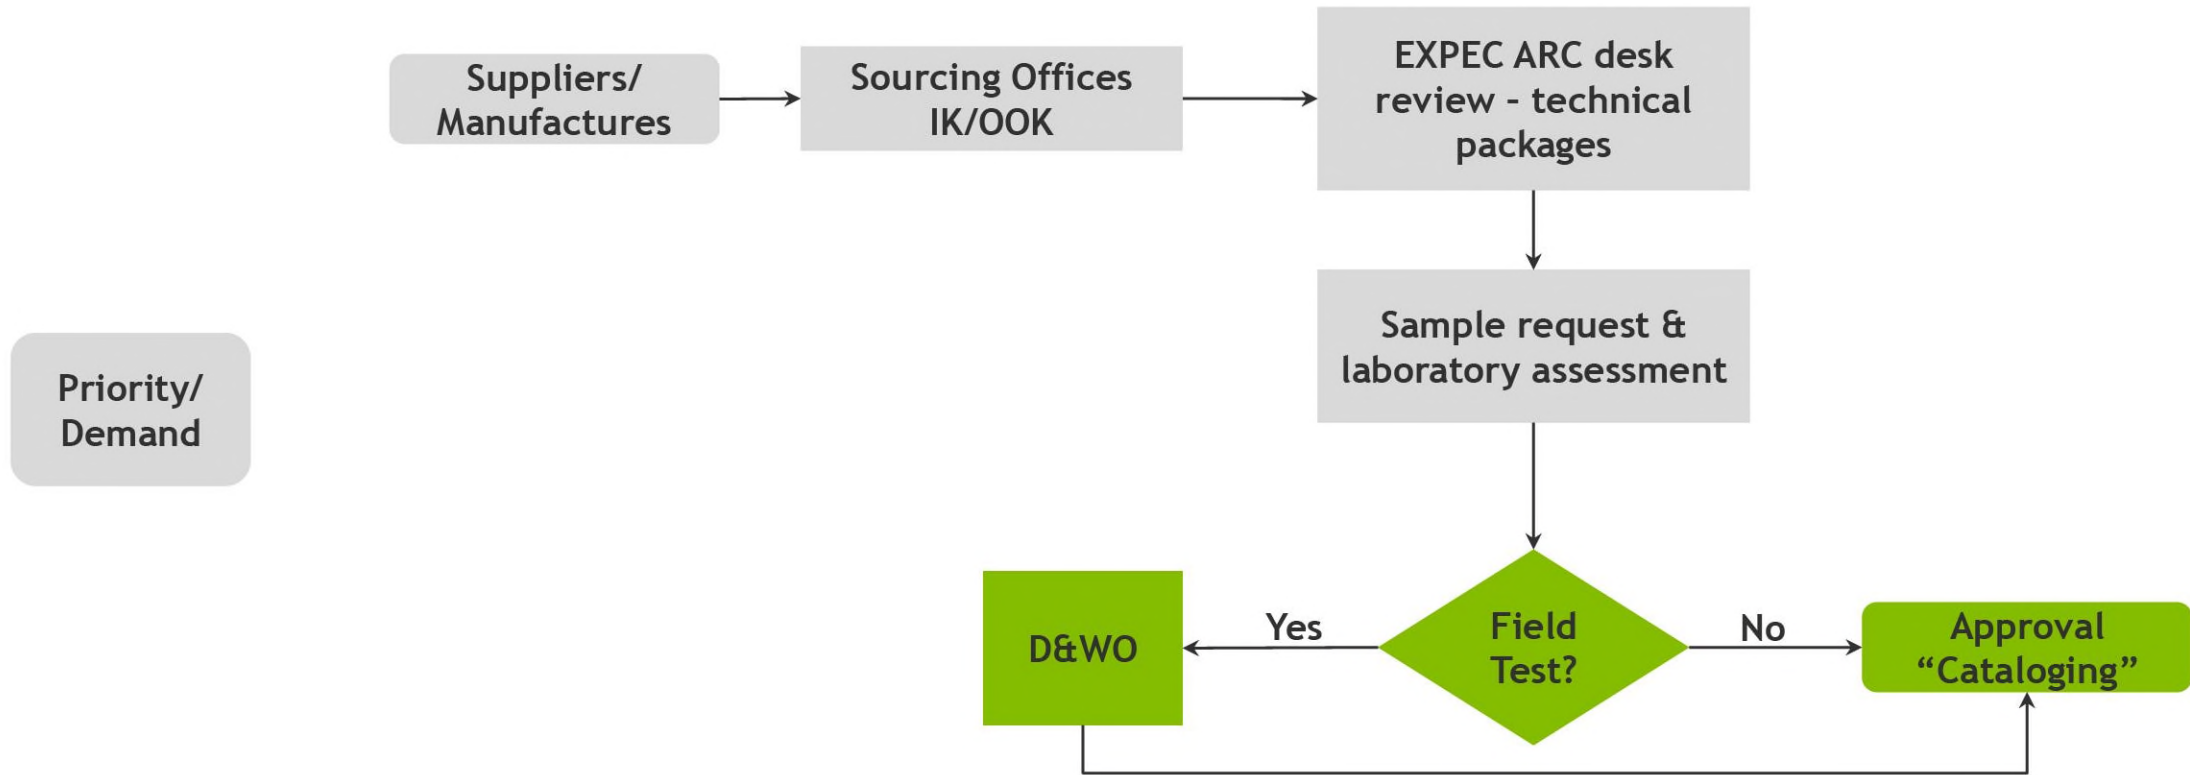 Suppliers/
Manufactures
Sourcing Offices
IK/OOK
EXPEC ARC desk
review – technical
packages
Sample request &
laboratory assessment
Priority/
Demand
D&WO
Yes
Field
Test?
No
Approval
“Cataloging”